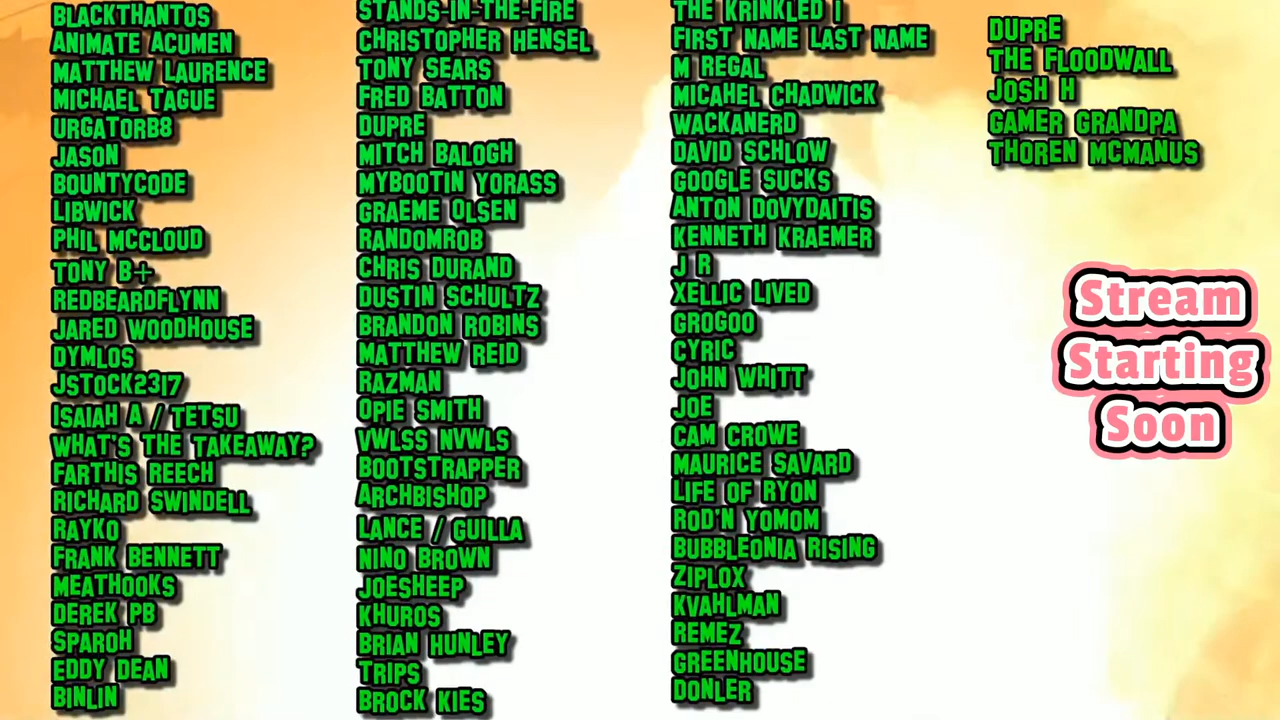 BLACKTHANTOS
ANIMATE ACUMEN
MATTHEW LAURENCE
MICHAEL TAGUE
URGATORB8
JASON
BOUNTYCODE
LIBWICK
PHIL MCCLOUD
TONY B+
REDBEARDFLYNN
JARED WOODHOUSE
DYMLOS
JSTOCK2317
ISAIAH A / TETSU
WHAT'S THE TAKEAWAY?
FARTHIS REECH
RICHARD SWINDELL
RAYKO
FRANK BENNETT
MEATHOOKS
DEREK PB
SPAROH
EDDY DEAN
BINLIN
STANDS-IN-THE-FIRE
CHRISTOPHER HENSEL
TONY SEARS
FRED BATTON
DUPRE
MITCH BALOGH
MYBOOTIN YORASS
GRAEME OLSEN
RANDOMROB
CHRIS DURAND
DUSTIN SCHULTZ
BRANDON ROBINS
MATTHEW REID
RAZMAN
OPIE SMITH
VWLSS NVWLS
BOOTSTRAPPER
ARCHBISHOP
LANCE / GUILLA
NINO BROWN
JOESHEEP
KHUROS
BRIAN HUNLEY
TRIPS
BROCK KIES
THE KRINKLED I
FIRST NAME LAST NAME
M REGAL
MICAHEL CHADWICK
WACKANERD
DAVID SCHLOW
GOOGLE SUCKS
ANTON DOVYDAITIS
KENNETH KRAEMER
J R
XELLIC LIVED
GROGOO
CYRIC
JOHN WHITT
JOE
CAM CROWE
MAURICE SAVARD
LIFE OF RYON
ROD'N YOMOM
BUBBLEONIA RISING
ZIPLOX
KVAHLMAN
REMEZ
GREENHOUSE
DONLER
DUPRE
THE FLOODWALL
JOSH H
GAMER GRANDPA
THOREN MCMANUS
Stream
Starting
Soon